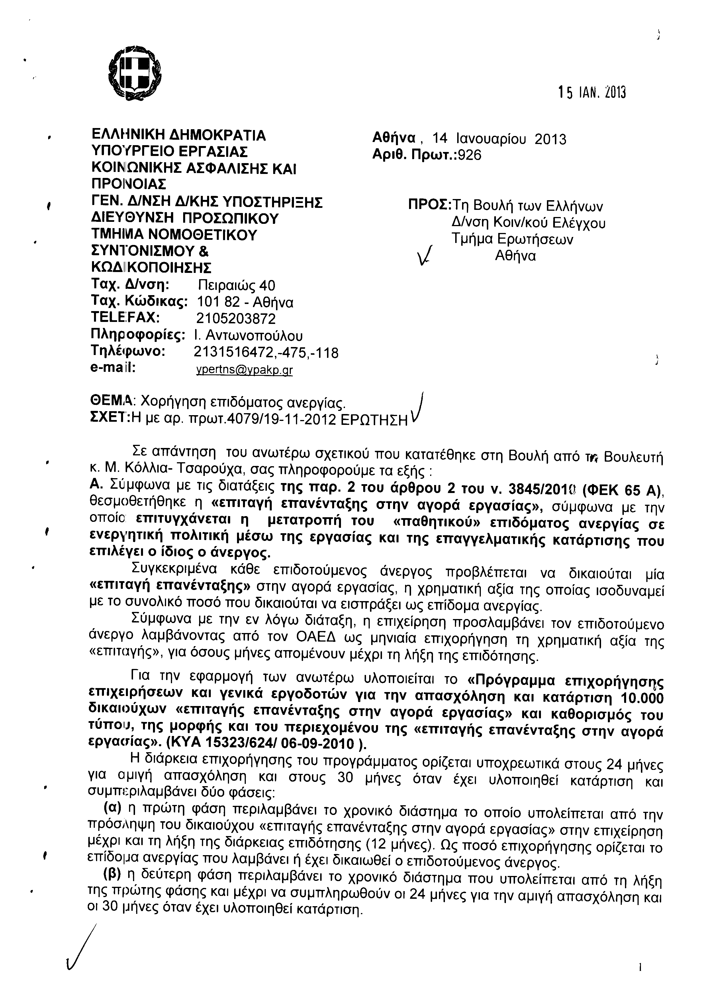 15 ΙΑΝ. 2013
ΕΛΛΗΝΙΚΗ ΔΗΜΟΚΡΑΤΙΑ
ΥΠΟΥΡΓΕΙΟ ΕΡΓΑΣΙΑΣ
ΚΟΙΝΩΝΙΚΗΣ ΑΣΦΑΛΙΣΗΣ ΚΑΙ
ΠΡΟΝΟΙΑΣ
ΓΕΝ. Δ/ΝΣΗ Δ/ΚΗΣ ΥΠΟΣΤΗΡΙΞΗΣ
ΔΙΕΥΘΥΝΣΗ ΠΡΟΣΩΠΙΚΟΥ
ΤΜΗΜΑ ΝΟΜΟΘΕΤΙΚΟΥ
ΣΥΝΤΟΝΙΣΜΟΥ &
ΚΩΔΙΚΟΠΟΙΗΣΗΣ
Ταχ. Δ/νση: Πειραιώς 40
Ταχ. Κώδικας: 101 82 - Αθήνα
TELEFAX: 2105203872
Πληροφορίες: Ι. Αντωνοπούλου
Τηλέφωνο: 2131516472,-475,-118
e-mail: ypertns@ypakp.gr
Αθήνα , 14 Ιανουαρίου 2013
Αριθ. Πρωτ.:926
ΠΡΟΣ:Τη Βουλή των Ελλήνων
Δ/νση Κοιν/κού Ελέγχου
Τμήμα Ερωτήσεων
Αθήνα
ΘΕΜΑ: Χορήγηση επιδόματος ανεργίας.
ΣΧΕΤ:Η με αρ. πρωτ.4079/19-11-2012 ΕΡΩΤΗΣΗ
Σε απάντηση του ανωτέρω σχετικού που κατατέθηκε στη Βουλή από τη Βουλευτή
κ. Μ. Κόλλια- Τσαρούχα, σας πληροφορούμε τα εξής :
Α. Σύμφωνα με τις διατάξεις της παρ. 2 του άρθρου 2 του ν. 3845/2010 (ΦΕΚ 65 Α),
θεσμοθετήθηκε η «επιταγή επανένταξης στην αγορά εργασίας», σύμφωνα με την
οποία επιτυγχάνεται η μετατροπή του «παθητικού» επιδόματος ανεργίας σε
ενεργητική πολιτική μέσω της εργασίας και της επαγγελματικής κατάρτισης που
επιλέγει ο ίδιος ο άνεργος.
Συγκεκριμένα κάθε επιδοτούμενος άνεργος προβλέπεται να δικαιούται μία
«επιταγή επανένταξης» στην αγορά εργασίας, η χρηματική αξία της οποίας ισοδυναμεί
με το συνολικό ποσό που δικαιούται να εισπράξει ως επίδομα ανεργίας.
Σύμφωνα με την εν λόγω διάταξη, η επιχείρηση προσλαμβάνει τον επιδοτούμενο
άνεργο λαμβάνοντας από τον ΟΑΕΔ ως μηνιαία επιχορήγηση τη χρηματική αξία της
«επιταγής», για όσους μήνες απομένουν μέχρι τη λήξη της επιδότησης.
Για την εφαρμογή των ανωτέρω υλοποιείται το «Πρόγραμμα επιχορήγησης
επιχειρήσεων και γενικά εργοδοτών για την απασχόληση και κατάρτιση 10.000
δικαιούχων «επιταγής επανένταξης στην αγορά εργασίας» και καθορισμός του
τύπου, της μορφής και του περιεχομένου της «επιταγής επανένταξης στην αγορά
εργασίας». (ΚΥΑ 15323/624/ 06-09-2010 ).
Η διάρκεια επιχορήγησης του προγράμματος ορίζεται υποχρεωτικά στους 24 μήνες
για αμιγή απασχόληση και στους 30 μήνες όταν έχει υλοποιηθεί κατάρτιση και
συμπεριλαμβάνει δύο φάσεις:
(α) η πρώτη φάση περιλαμβάνει το χρονικό διάστημα το οποίο υπολείπεται από την
πρόσληψη του δικαιούχου «επιταγής επανένταξης στην αγορά εργασίας» στην επιχείρηση
μέχρι και τη λήξη της διάρκειας επιδότησης (12 μήνες). Ως ποσό επιχορήγησης ορίζεται το
επίδομα ανεργίας που λαμβάνει ή έχει δικαιωθεί ο επιδοτούμενος άνεργος.
(β) η δεύτερη φάση περιλαμβάνει το χρονικό διάστημα που υπολείπεται από τη λήξη
της πρώτης φάσης και μέχρι να συμπληρωθούν οι 24 μήνες για την αμιγή απασχόληση και
οι 30 μήνες όταν έχει υλοποιηθεί κατάρτιση.
1